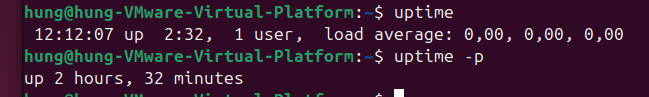 hung@hung-VMware-Virtual-Platform:~$ uptime
 12:12:07 up  2:32,  1 user,  load average: 0,00, 0,00, 0,00
hung@hung-VMware-Virtual-Platform:~$ uptime -p
up 2 hours, 32 minutes